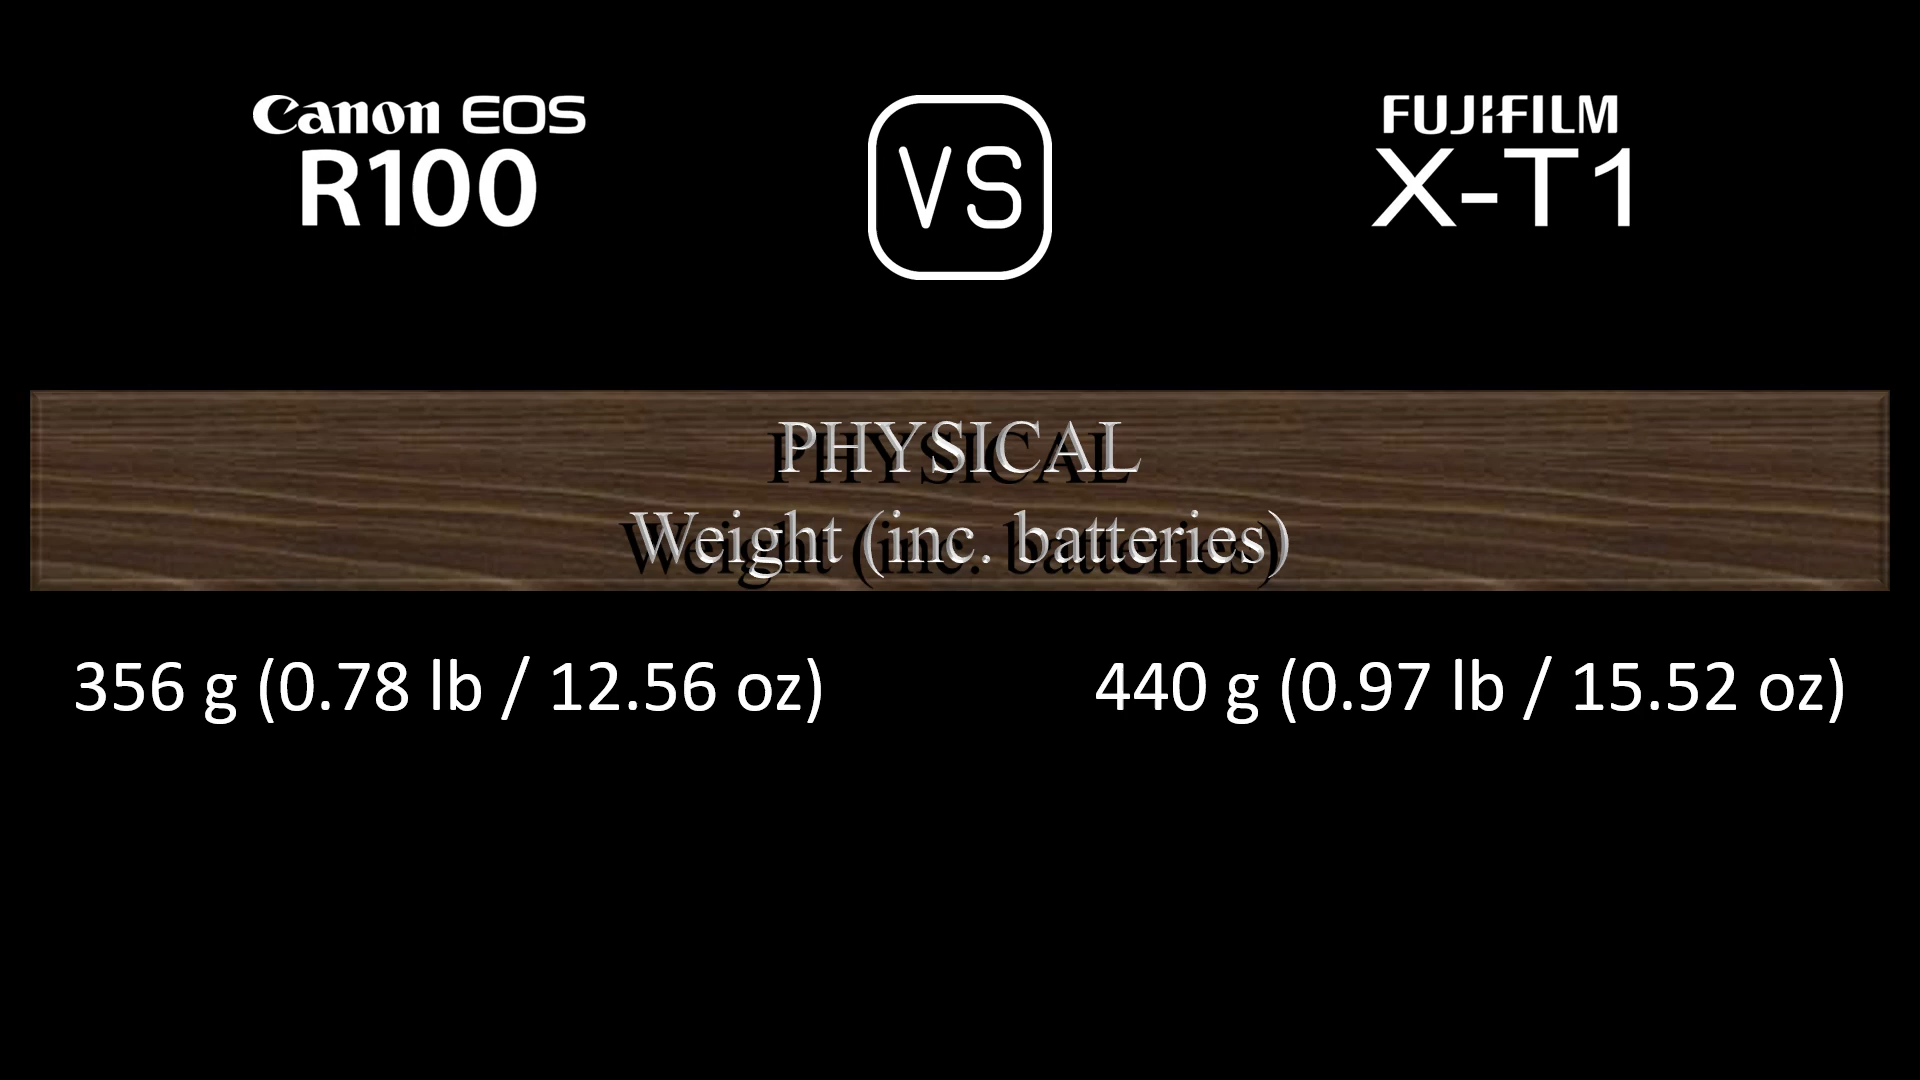 Canon EOS
R100
VS
FUJIFILM
X-T1
PHYSICAL
Weight (inc. batteries)
356 g (0.78 lb / 12.56 oz)
440 g (0.97 lb / 15.52 oz)